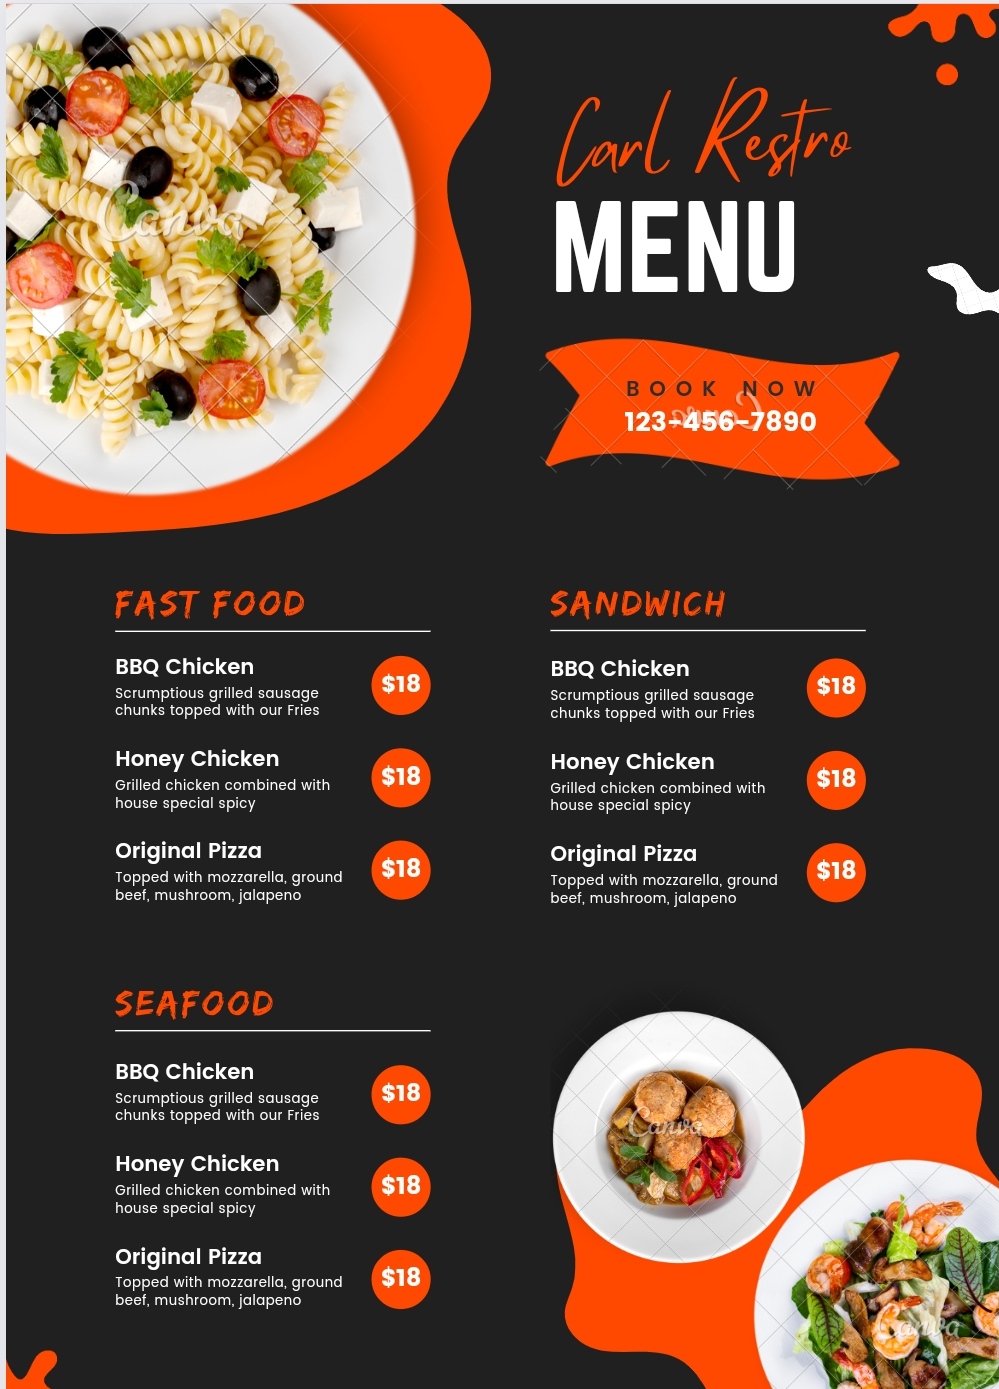 Carl Restro
MENU
BOOK NOW
123-456-7890
FAST FOOD
BBQ Chicken
Scrumptious grilled sausage
chunks topped with our Fries
$18
Honey Chicken
Grilled chicken combined with
house special spicy
$18
Original Pizza
Topped with mozzarella, ground
beef, mushroom, jalapeno
$18
SANDWICH
BBQ Chicken
Scrumptious grilled sausage
chunks topped with our Fries
$18
Honey Chicken
Grilled chicken combined with
house special spicy
$18
Original Pizza
Topped with mozzarella, ground
beef, mushroom, jalapeno
$18
SEAFOOD
BBQ Chicken
Scrumptious grilled sausage
chunks topped with our Fries
$18
Honey Chicken
Grilled chicken combined with
house special spicy
$18
Original Pizza
Topped with mozzarella, ground
beef, mushroom, jalapeno
$18
Canva
Canva
Canva
Canva